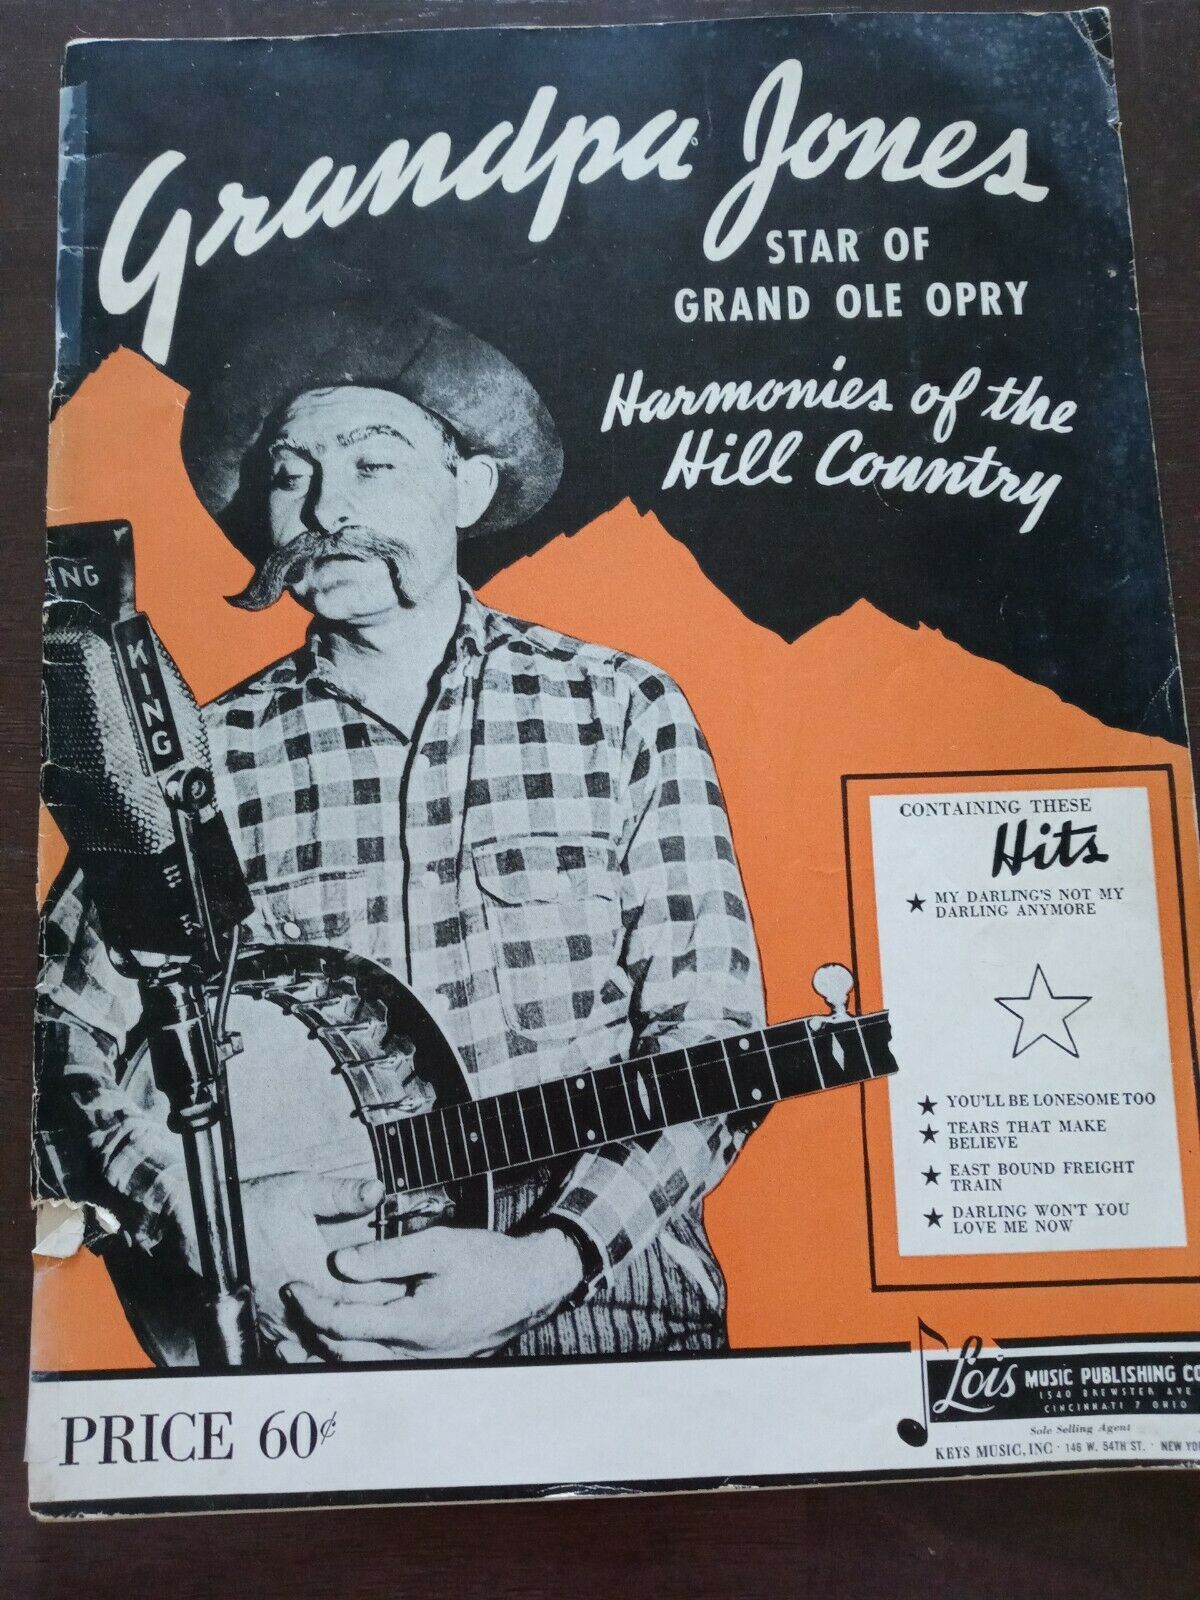 Grandpa Jones
STAR OF
GRAND OLE OPRY
Harmonies of the
Hill Country
KING
CONTAINING THESE
Hits
★ MY DARLING'S NOT MY
DARLING ANYMORE
★ YOU'LL BE LONESOME TOO
★ TEARS THAT MAKE
BELIEVE
★ EAST BOUND FREIGHT
TRAIN
★ DARLING WON'T YOU
LOVE ME NOW
Lois MUSIC PUBLISHING CO
1540 BREWSTER AVE
CINCINNATI 7 OHIO
Sole Selling Agent
KEYS MUSIC, INC · 146 W. 54TH ST. · NEW YO
PRICE 60¢